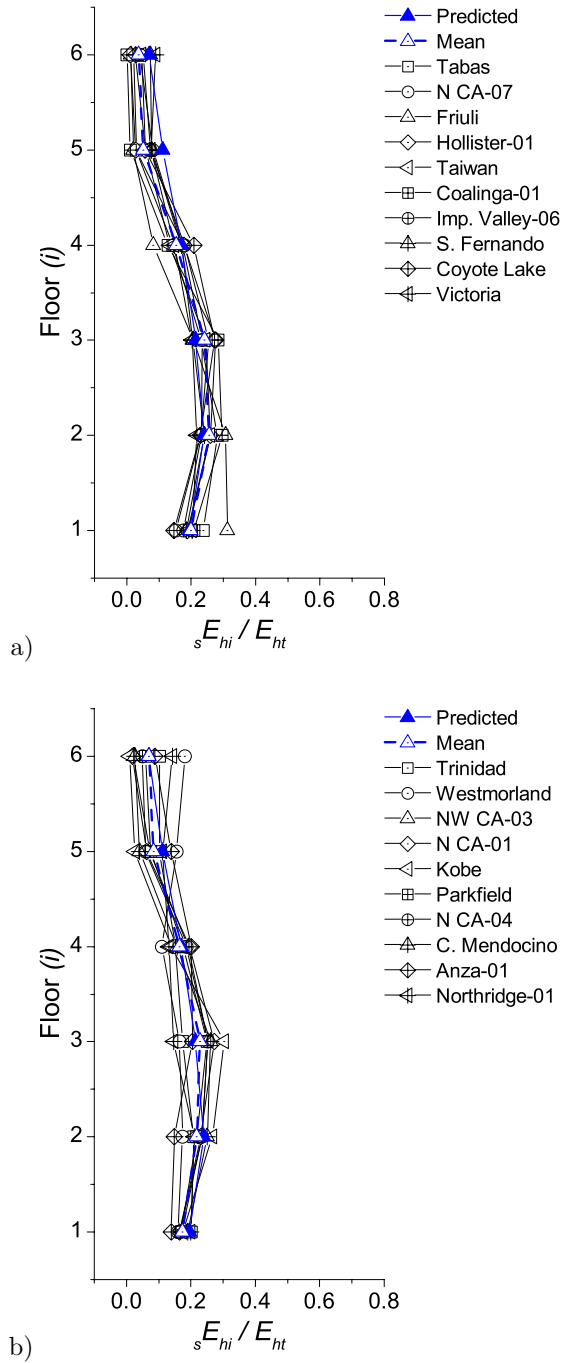 Predicted
Mean
Tabas
N CA-07
Friuli
Hollister-01
Taiwan
Coalinga-01
Imp. Valley-06
S. Fernando
Coyote Lake
Victoria
6
5
4
3
2
1
Floor (i)
0.0 0.2 0.4 0.6 0.8
sEhi / Eht
a)
Predicted
Mean
Trinidad
Westmorland
NW CA-03
N CA-01
Kobe
Parkfield
N CA-04
C. Mendocino
Anza-01
Northridge-01
6
5
4
3
2
1
Floor (i)
0.0 0.2 0.4 0.6 0.8
sEhi / Eht
b)